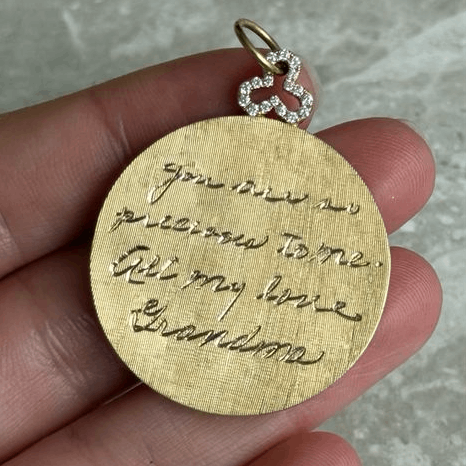 you are so
precious to me.
All my love
Grandma